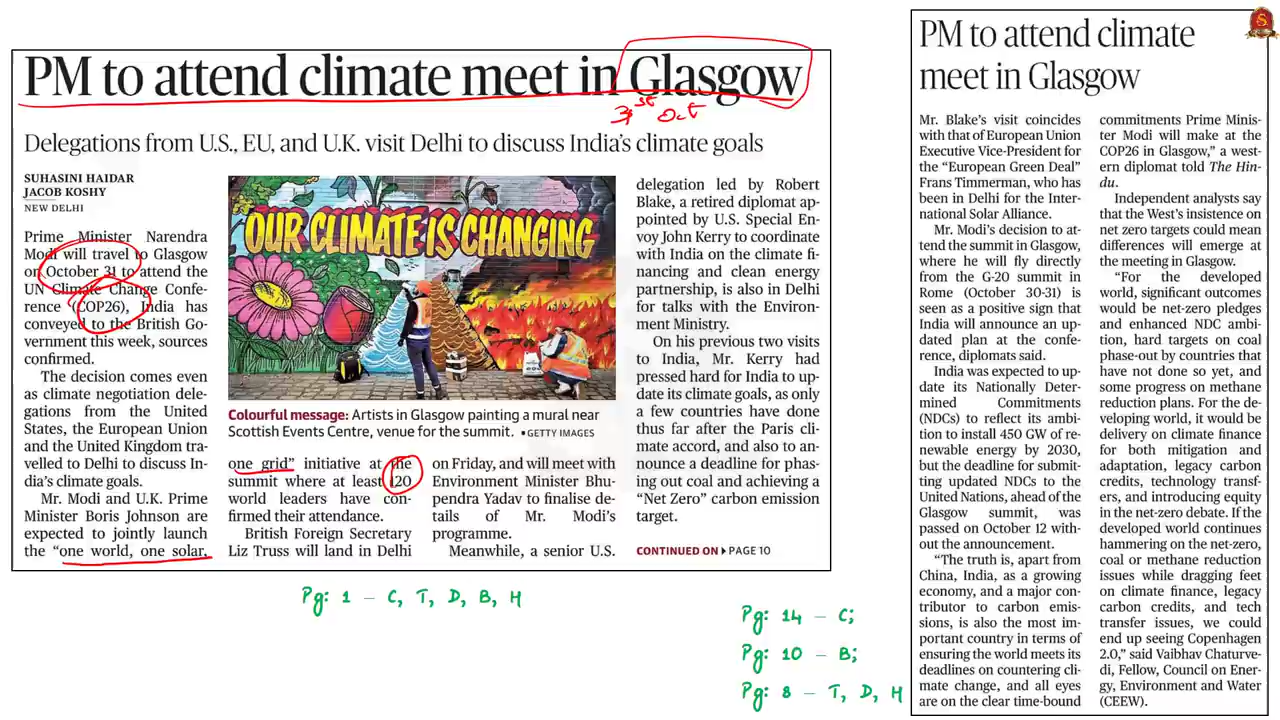 PM to attend climate meet in Glasgow
31st Oct
Delegations from U.S., EU, and U.K. visit Delhi to discuss India's climate goals
SUHASINI HAIDAR
JACOB KOSHY
NEW DELHI
Prime Minister Narendra
Modi will travel to Glasgow
on October 31 to attend the
UN Climate Change Confe-
rence (COP26), India has
conveyed to the British Go-
vernment this week, sources
confirmed.
The decision comes even
as climate negotiation dele-
gations from the United
States, the European Union
and the United Kingdom tra-
velled to Delhi to discuss In-
dia's climate goals.
Mr. Modi and U.K. Prime
Minister Boris Johnson are
expected to jointly launch
the "one world, one solar,
OUR CLIMATE IS CHANGING
Colourful message: Artists in Glasgow painting a mural near
Scottish Events Centre, venue for the summit. • GETTY IMAGES
one grid" initiative at the
summit where at least 120
world leaders have con-
firmed their attendance.
British Foreign Secretary
Liz Truss will land in Delhi
on Friday, and will meet with
Environment Minister Bhu-
pendra Yadav to finalise de-
tails of Mr. Modi's
programme.
Meanwhile, a senior U.S.
delegation led by Robert
Blake, a retired diplomat
appointed by U.S. Special En-
voy John Kerry to coordinate
with India on the climate fi-
nancing and clean energy
partnership, is also in Delhi
for talks with the Environ-
ment Ministry.
On his previous two visits
to India, Mr. Kerry had
pressed hard for India to up-
date its climate goals, as only
a few countries have done
thus far after the Paris cli-
mate accord, and also to an-
nounce a deadline for phas-
ing out coal and achieving a
"Net Zero" carbon emission
target.
CONTINUED ON ▶ PAGE 10
Pg: 1 – C, T, D, B, H
Pg: 14 – C;
Pg: 10 – B;
Pg: 8 – T, D, H
PM to attend climate
meet in Glasgow
Mr. Blake's visit coincides
with that of European Union
Executive Vice-President for
the "European Green Deal"
Frans Timmerman, who has
been in Delhi for the Inter-
national Solar Alliance.
Mr. Modi's decision to at-
tend the summit in Glasgow,
where he will fly directly
from the G-20 summit in
Rome (October 30-31) is
seen as a positive sign that
India will announce an up-
dated plan at the confe-
rence, diplomats said.
India was expected to up-
date its Nationally Deter-
mined Commitments
(NDCs) to reflect its ambi-
tion to install 450 GW of re-
newable energy by 2030,
but the deadline for submit-
ting updated NDCs to the
United Nations, ahead of the
Glasgow summit, was
passed on October 12 with-
out the announcement.
"The truth is, apart from
China, India, as a growing
economy, and a major con-
tributor to carbon emis-
sions, is also the most im-
portant country in terms of
ensuring the world meets its
deadlines on countering cli-
mate change, and all eyes
are on the clear time-bound
commitments Prime Minis-
ter Modi will make at the
COP26 in Glasgow," a west-
ern diplomat told The Hin-
du.
Independent analysts say
that the West's insistence on
net zero targets could mean
differences will emerge at
the meeting in Glasgow.
"For the developed
world, significant outcomes
would be net-zero pledges
and enhanced NDC ambi-
tion, hard targets on coal
phase-out by countries that
have not done so yet, and
some progress on methane
reduction plans. For the de-
veloping world, it would be
delivery on climate finance
for both mitigation and
adaptation, legacy carbon
credits, technology transf-
ers, and introducing equity
in the net-zero debate. If the
developed world continues
hammering on the net-zero,
coal or methane reduction
issues while dragging feet
on climate finance, legacy
carbon credits, and tech
transfer issues, we could
end up seeing Copenhagen
2.0," said Vaibhav Chaturve-
di, Fellow, Council on Ener-
gy, Environment and Water
(CEEW).